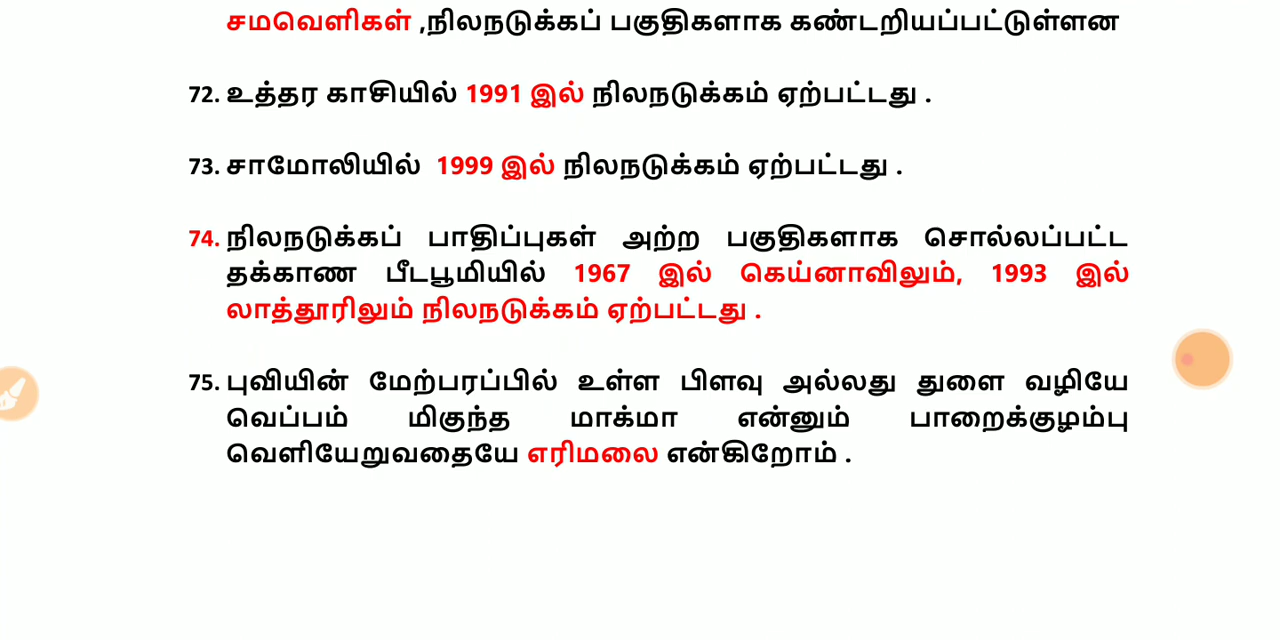 சமவெளிகள் ,நிலநடுக்கப் பகுதிகளாக கண்டறியப்பட்டுள்ளன
72. உத்தர காசியில் 1991 இல் நிலநடுக்கம் ஏற்பட்டது .
73. சாமோலியில் 1999 இல் நிலநடுக்கம் ஏற்பட்டது .
74. நிலநடுக்கப் பாதிப்புகள் அற்ற பகுதிகளாக சொல்லப்பட்ட
தக்காண பீடபூமியில் 1967 இல் கெய்னாவிலும், 1993 இல்
லாத்தூரிலும் நிலநடுக்கம் ஏற்பட்டது .
75. புவியின் மேற்பரப்பில் உள்ள பிளவு அல்லது துளை வழியே
வெப்பம் மிகுந்த மாக்மா என்னும் பாறைக்குழம்பு
வெளியேறுவதையே எரிமலை என்கிறோம் .